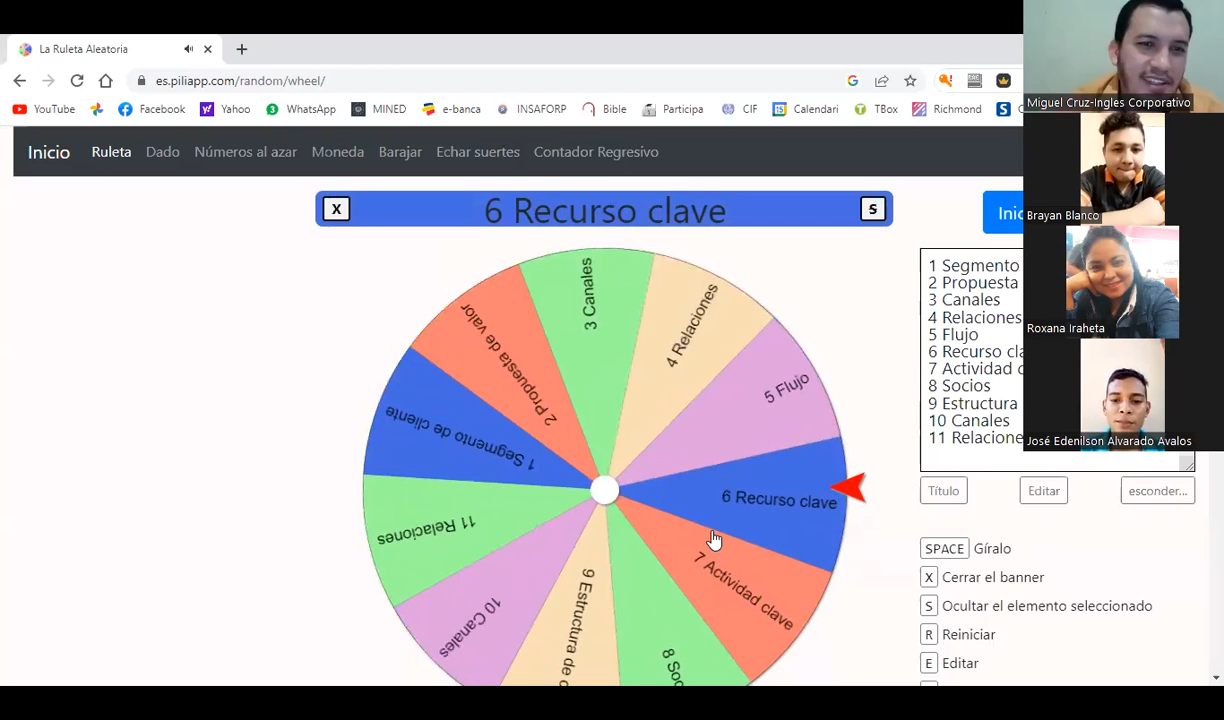 La Ruleta Aleatoria
es.piliapp.com/random/wheel/
YouTube
Facebook
Yahoo
WhatsApp
MINED
e-banca
INSAFORP
Bible
Participa
CIF
Calendari
TBox
Richmond
Inicio
Ruleta
Dado
Números al azar
Moneda
Barajar
Echar suertes
Contador Regresivo
X
6 Recurso clave
S
3 Canales
4 Relaciones
5 Flujo
6 Recurso clave
7 Actividad clave
8 Soc
9 Estructura de
10 Canales
11 Relaciones
1 Segmento de cliente
2 Propuesta de valor
1 Segmento
2 Propuesta
3 Canales
4 Relaciones
5 Flujo
6 Recurso cla
7 Actividad c
8 Socios
9 Estructura
10 Canales
11 Relacione
Título
Editar
esconder...
SPACE Gíralo
X Cerrar el banner
S Ocultar el elemento seleccionado
R Reiniciar
E Editar
Miguel Cruz-Ingles Corporativo
Brayan Blanco
Roxana Iraheta
José Edenilson Alvarado Avalos